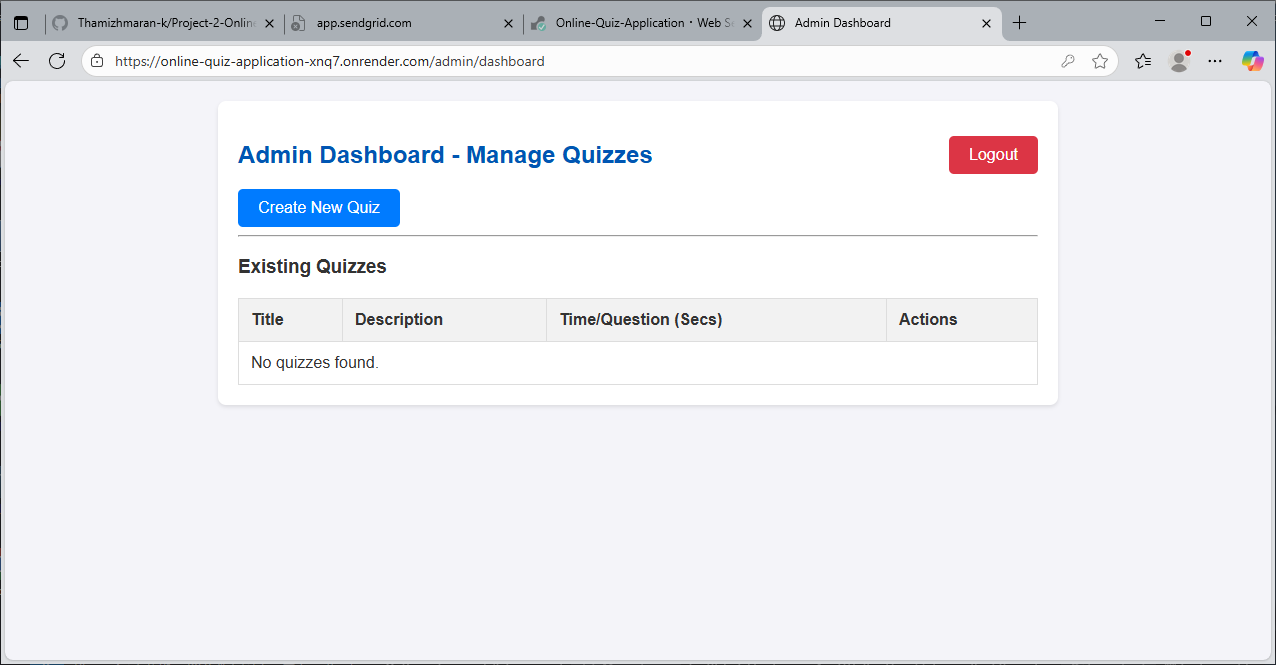 Thamizhmaran-k/Project-2-Onlin
app.sendgrid.com
Online-Quiz-Application · Web Se
Admin Dashboard
https://online-quiz-application-xnq7.onrender.com/admin/dashboard
Admin Dashboard - Manage Quizzes
Logout
Create New Quiz
Existing Quizzes
Title Description Time/Question (Secs) Actions
No quizzes found.